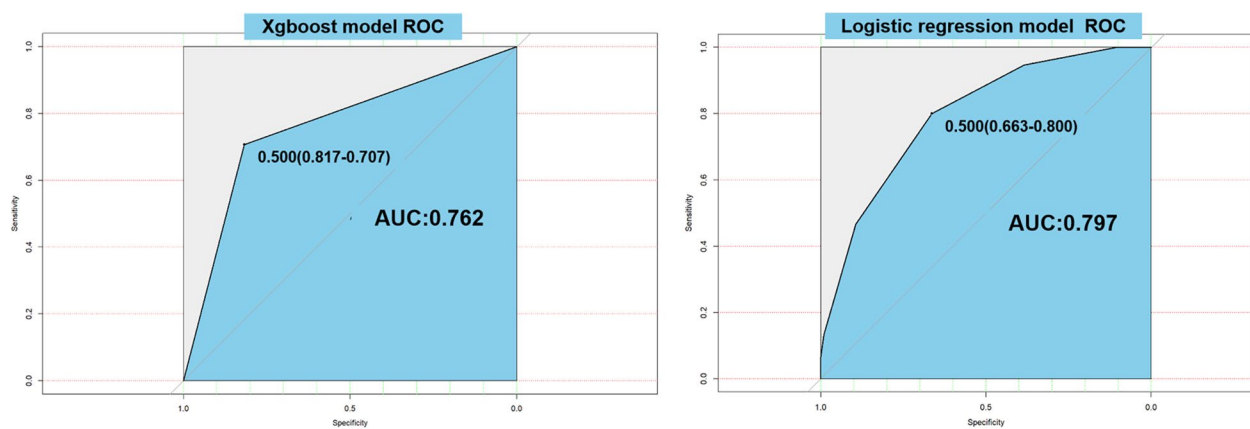 Xgboost model ROC
1.0
0.8
0.6
0.4
0.2
0.0
Sensitivity
0.500(0.817-0.707)
AUC:0.762
1.0
0.5
0.0
Specificity
Logistic regression model ROC
1.0
0.8
0.6
0.4
0.2
0.0
Sensitivity
0.500(0.663-0.800)
AUC:0.797
1.0
0.5
0.0
Specificity